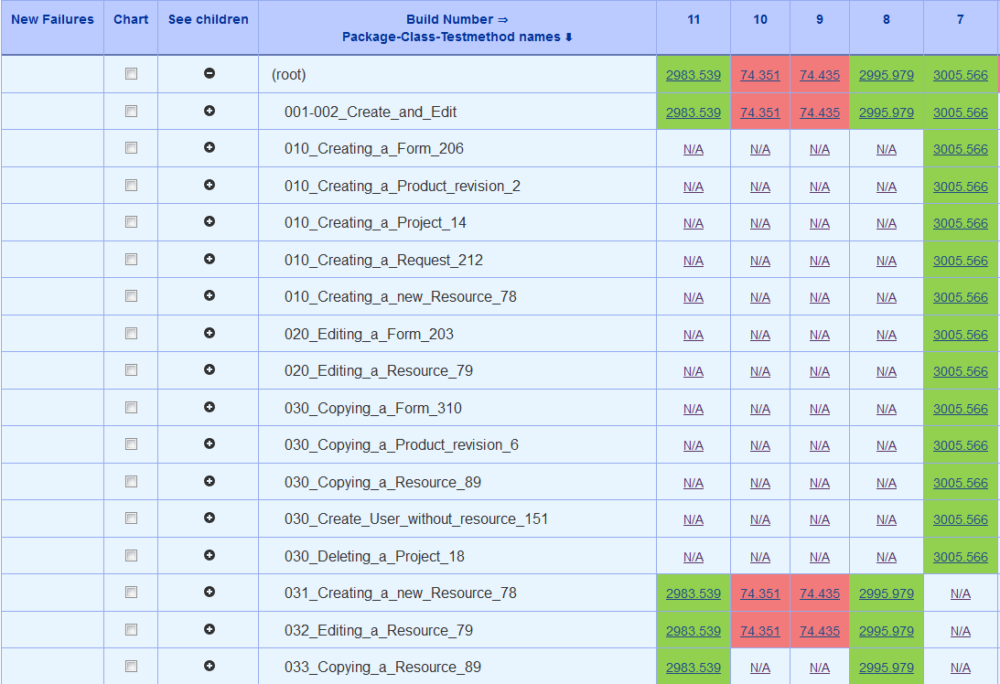 New Failures Chart See children Build Number ⇒ 11 10 9 8 7
Package-Class-Testmethod names ⬇
(root) 2983.539 74.351 74.435 2995.979 3005.566
001-002_Create_and_Edit 2983.539 74.351 74.435 2995.979 3005.566
010_Creating_a_Form_206 N/A N/A N/A N/A 3005.566
010_Creating_a_Product_revision_2 N/A N/A N/A N/A 3005.566
010_Creating_a_Project_14 N/A N/A N/A N/A 3005.566
010_Creating_a_Request_212 N/A N/A N/A N/A 3005.566
010_Creating_a_new_Resource_78 N/A N/A N/A N/A 3005.566
020_Editing_a_Form_203 N/A N/A N/A N/A 3005.566
020_Editing_a_Resource_79 N/A N/A N/A N/A 3005.566
030_Copying_a_Form_310 N/A N/A N/A N/A 3005.566
030_Copying_a_Product_revision_6 N/A N/A N/A N/A 3005.566
030_Copying_a_Resource_89 N/A N/A N/A N/A 3005.566
030_Create_User_without_resource_151 N/A N/A N/A N/A 3005.566
030_Deleting_a_Project_18 N/A N/A N/A N/A 3005.566
031_Creating_a_new_Resource_78 2983.539 74.351 74.435 2995.979 N/A
032_Editing_a_Resource_79 2983.539 74.351 74.435 2995.979 N/A
033_Copying_a_Resource_89 2983.539 N/A N/A 2995.979 N/A